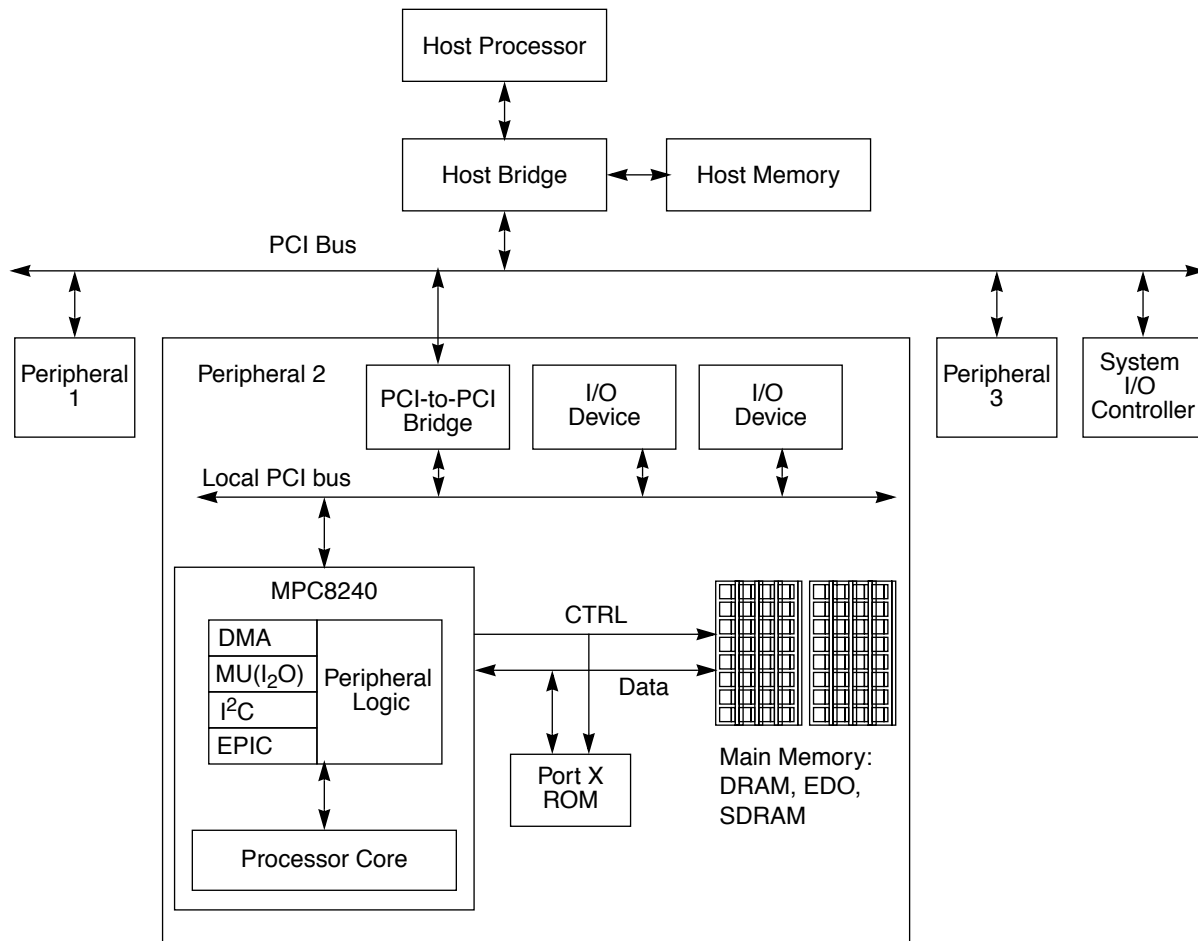 Host Processor
Host Bridge
Host Memory
PCI Bus
Peripheral
1
Peripheral 2
PCI-to-PCI
Bridge
I/O
Device
I/O
Device
Peripheral
3
System
I/O
Controller
Local PCI bus
MPC8240
DMA
MU(I₂O)
I²C
EPIC
Peripheral
Logic
Processor Core
CTRL
Data
Port X
ROM
Main Memory:
DRAM, EDO,
SDRAM